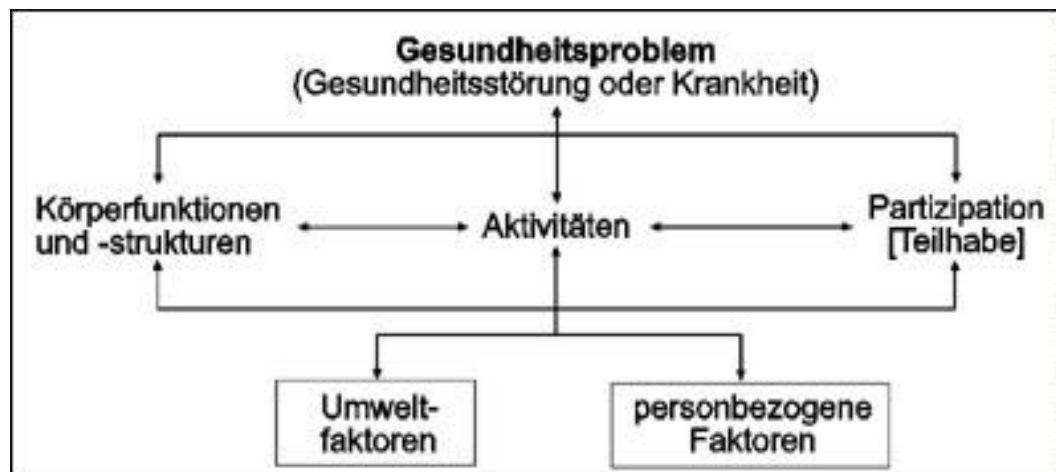 Gesundheitsproblem
(Gesundheitsstörung oder Krankheit)
Körperfunktionen
und -strukturen
Aktivitäten
Partizipation
[Teilhabe]
Umwelt-
faktoren
personbezogene
Faktoren